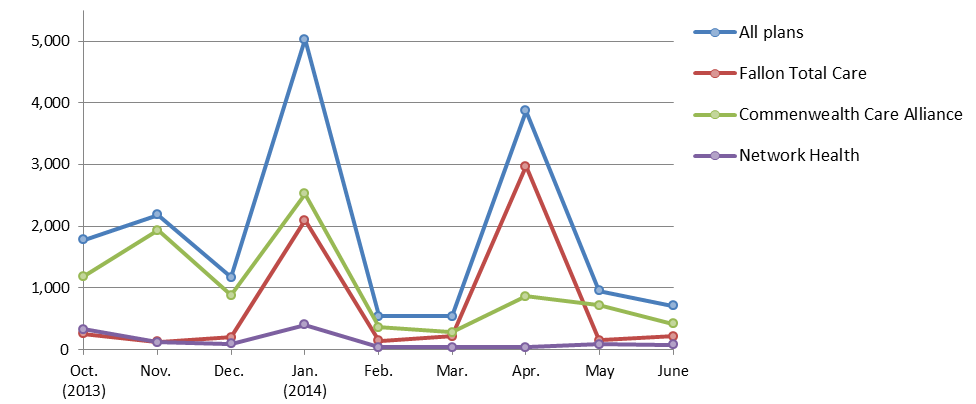 5,000
4,000
3,000
2,000
1,000
0
Oct. Nov. Dec. Jan. Feb. Mar. Apr. May June
(2013) (2014)
All plans
Fallon Total Care
Commenwealth Care Alliance
Network Health